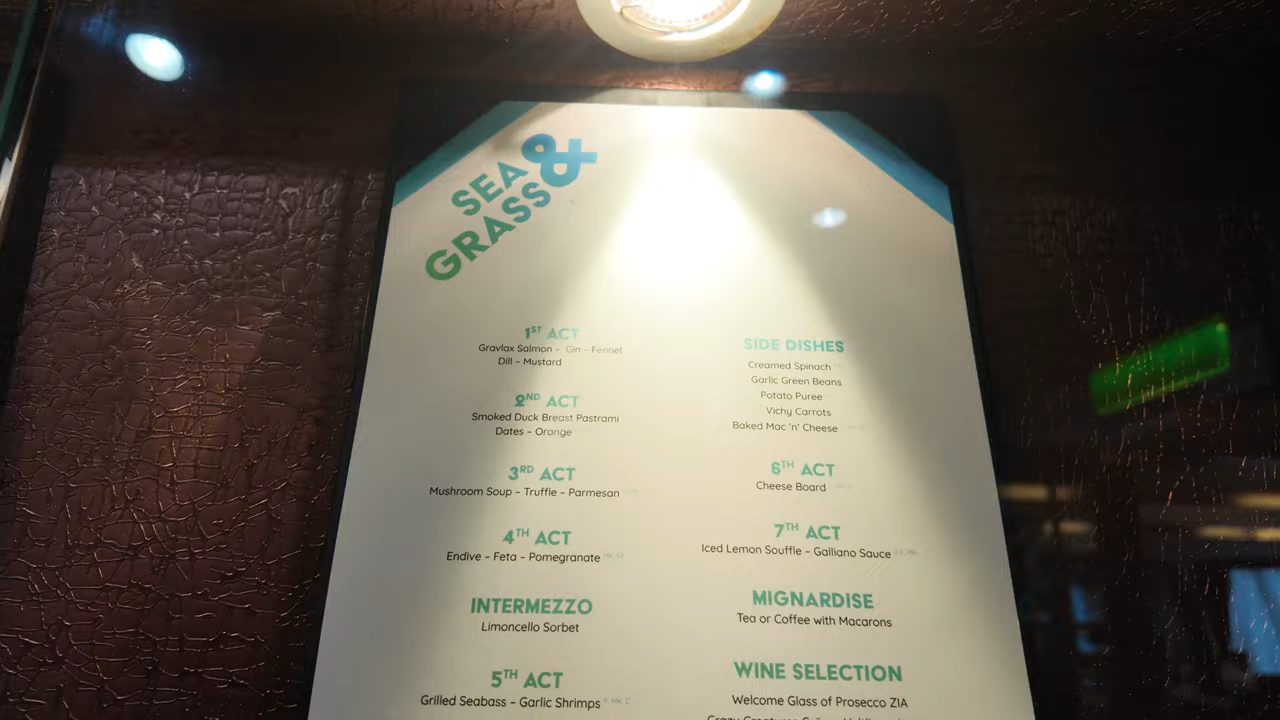 SEA &
GRASS
1ST ACT
Gravlax Salmon – Gin – Fennel
Dill – Mustard
2ND ACT
Smoked Duck Breast Pastrami
Dates – Orange
3RD ACT
Mushroom Soup – Truffle – Parmesan
4TH ACT
Endive – Feta – Pomegranate
INTERMEZZO
Limoncello Sorbet
5TH ACT
Grilled Seabass – Garlic Shrimps
SIDE DISHES
Creamed Spinach
Garlic Green Beans
Potato Puree
Vichy Carrots
Baked Mac 'n' Cheese
6TH ACT
Cheese Board
7TH ACT
Iced Lemon Souffle – Galliano Sauce
MIGNARDISE
Tea or Coffee with Macarons
WINE SELECTION
Welcome Glass of Prosecco ZIA